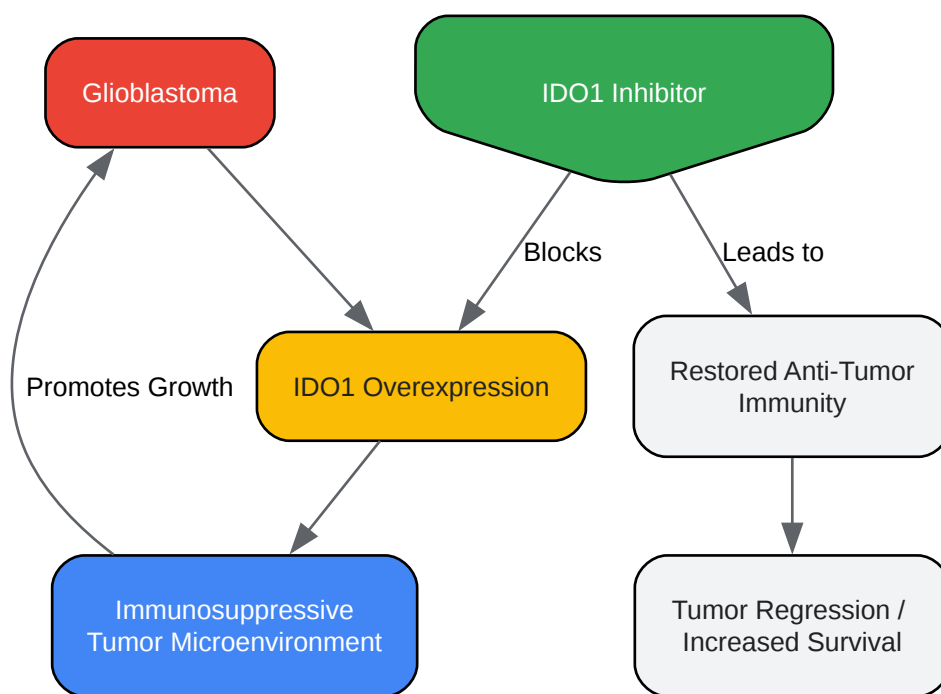 Glioblastoma
IDO1 Inhibitor
Blocks
Leads to
Promotes Growth
IDO1 Overexpression
Restored Anti-Tumor
Immunity
Immunosuppressive
Tumor Microenvironment
Tumor Regression /
Increased Survival